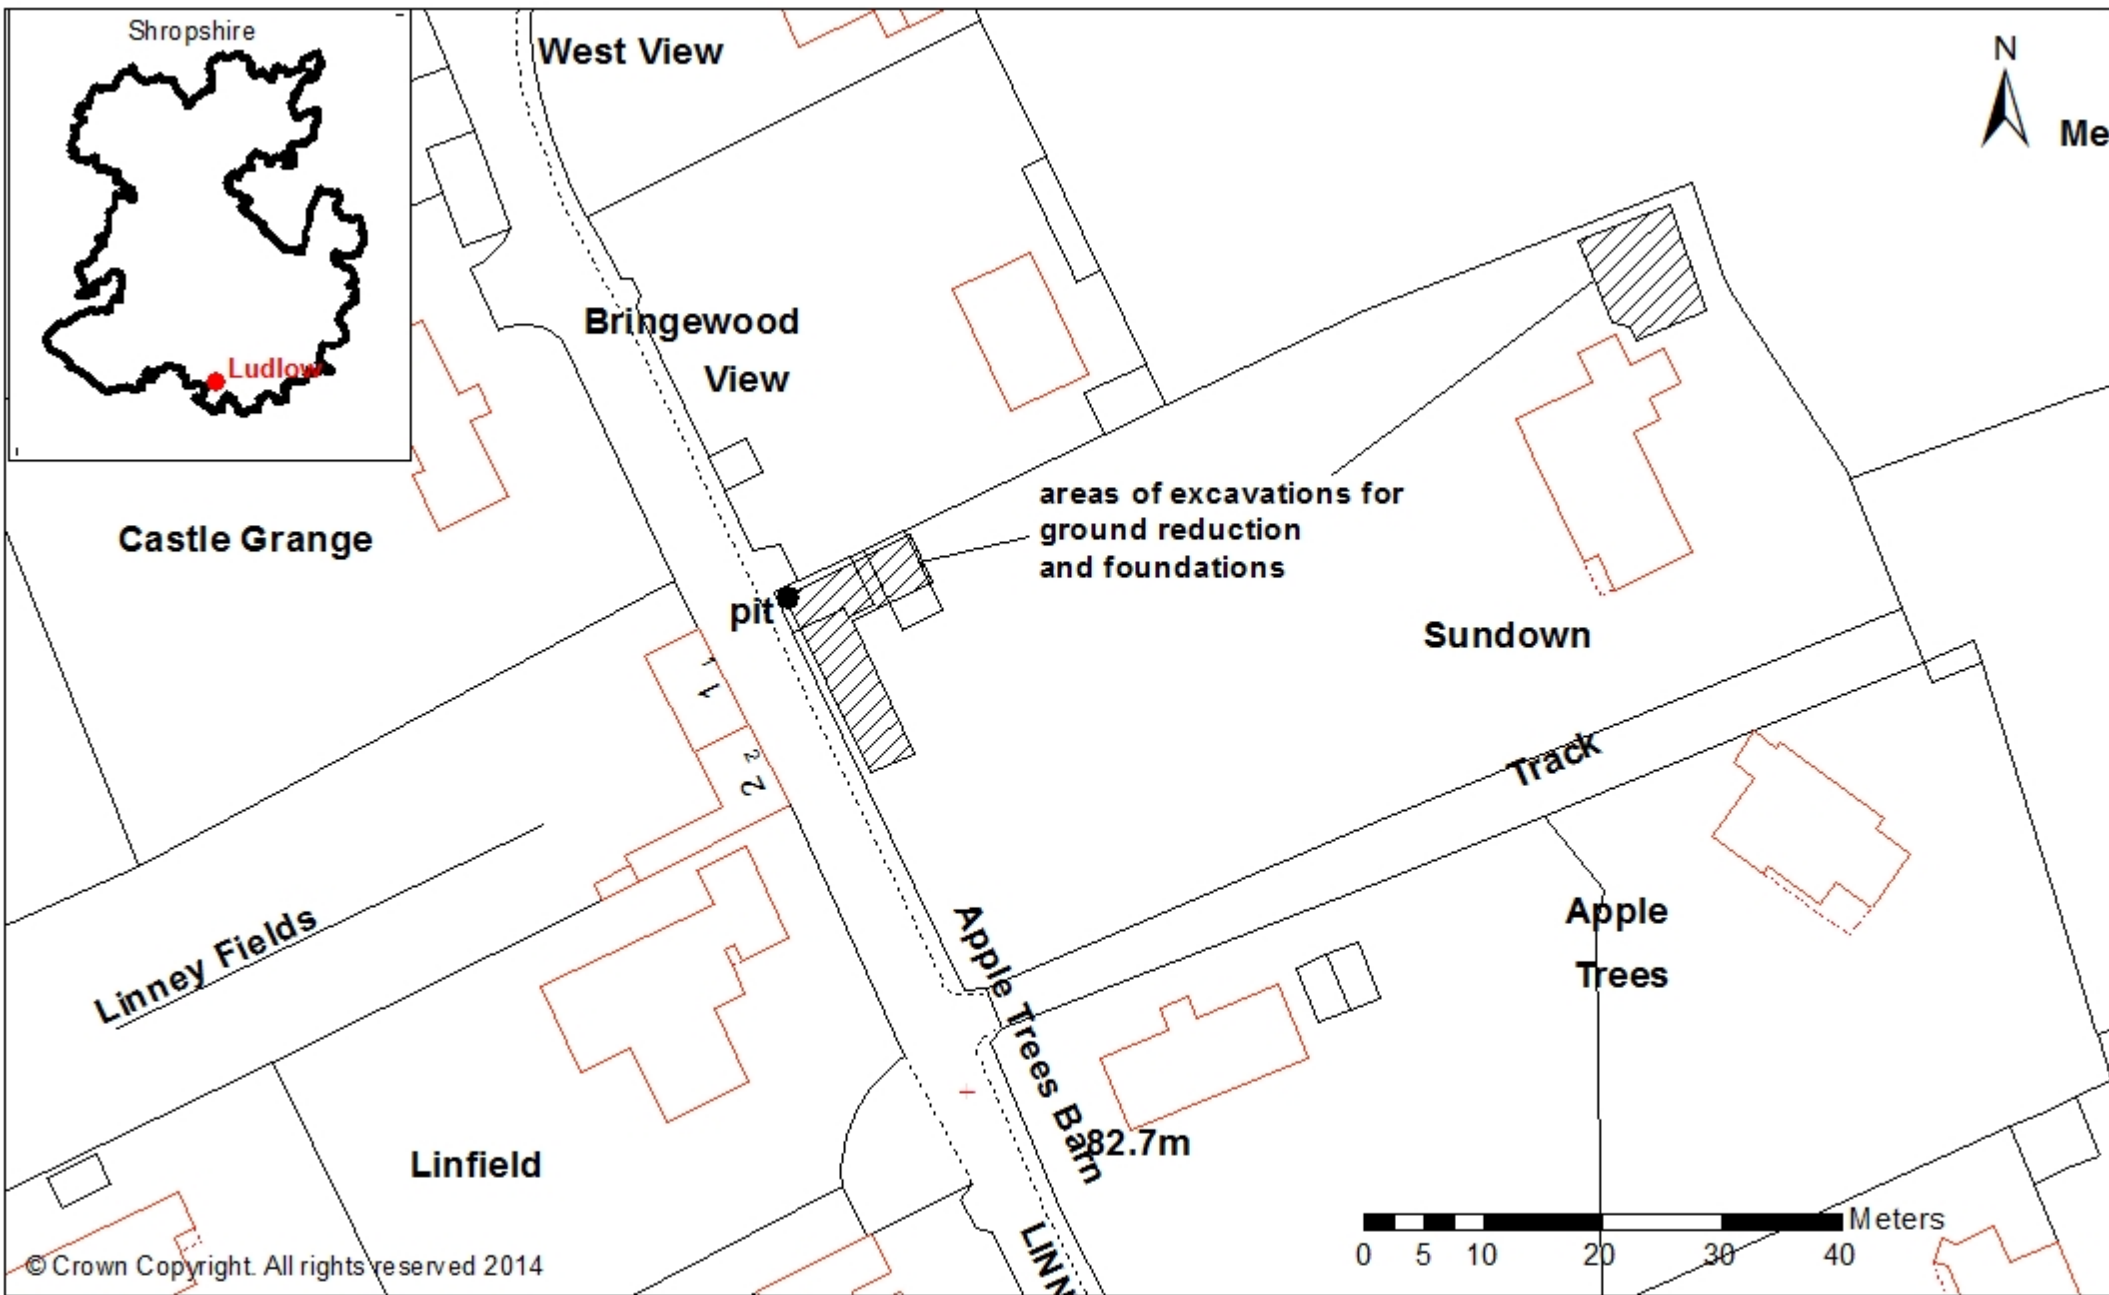 Shropshire
Ludlow
West View
N
Me
Bringewood
View
Castle Grange
areas of excavations for
ground reduction
and foundations
pit
1
1
2
2
Sundown
Track
Linney Fields
Apple Trees Barn
Apple
Trees
82.7m
Linfield
LINN
Meters
0 5 10 20 30 40
© Crown Copyright. All rights reserved 2014